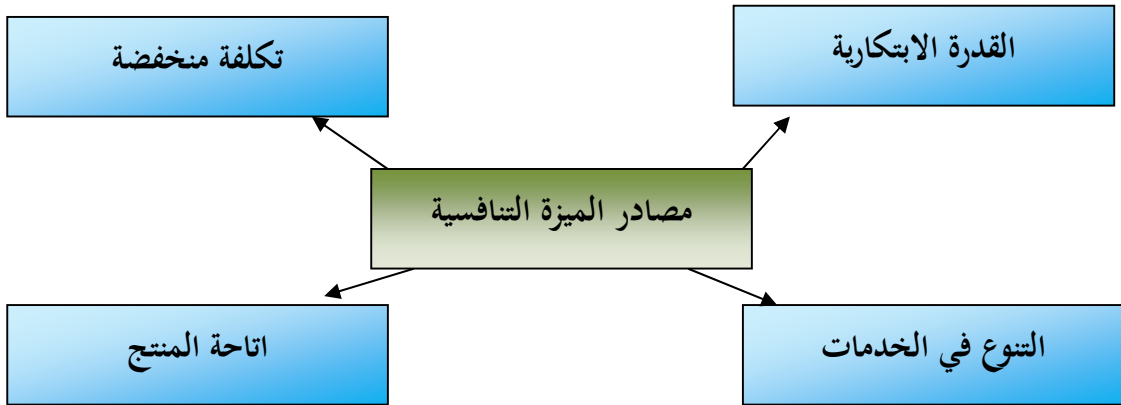 القدرة الابتكارية
تكلفة منخفضة
مصادر الميزة التنافسية
التنوع في الخدمات
اتاحة المنتج